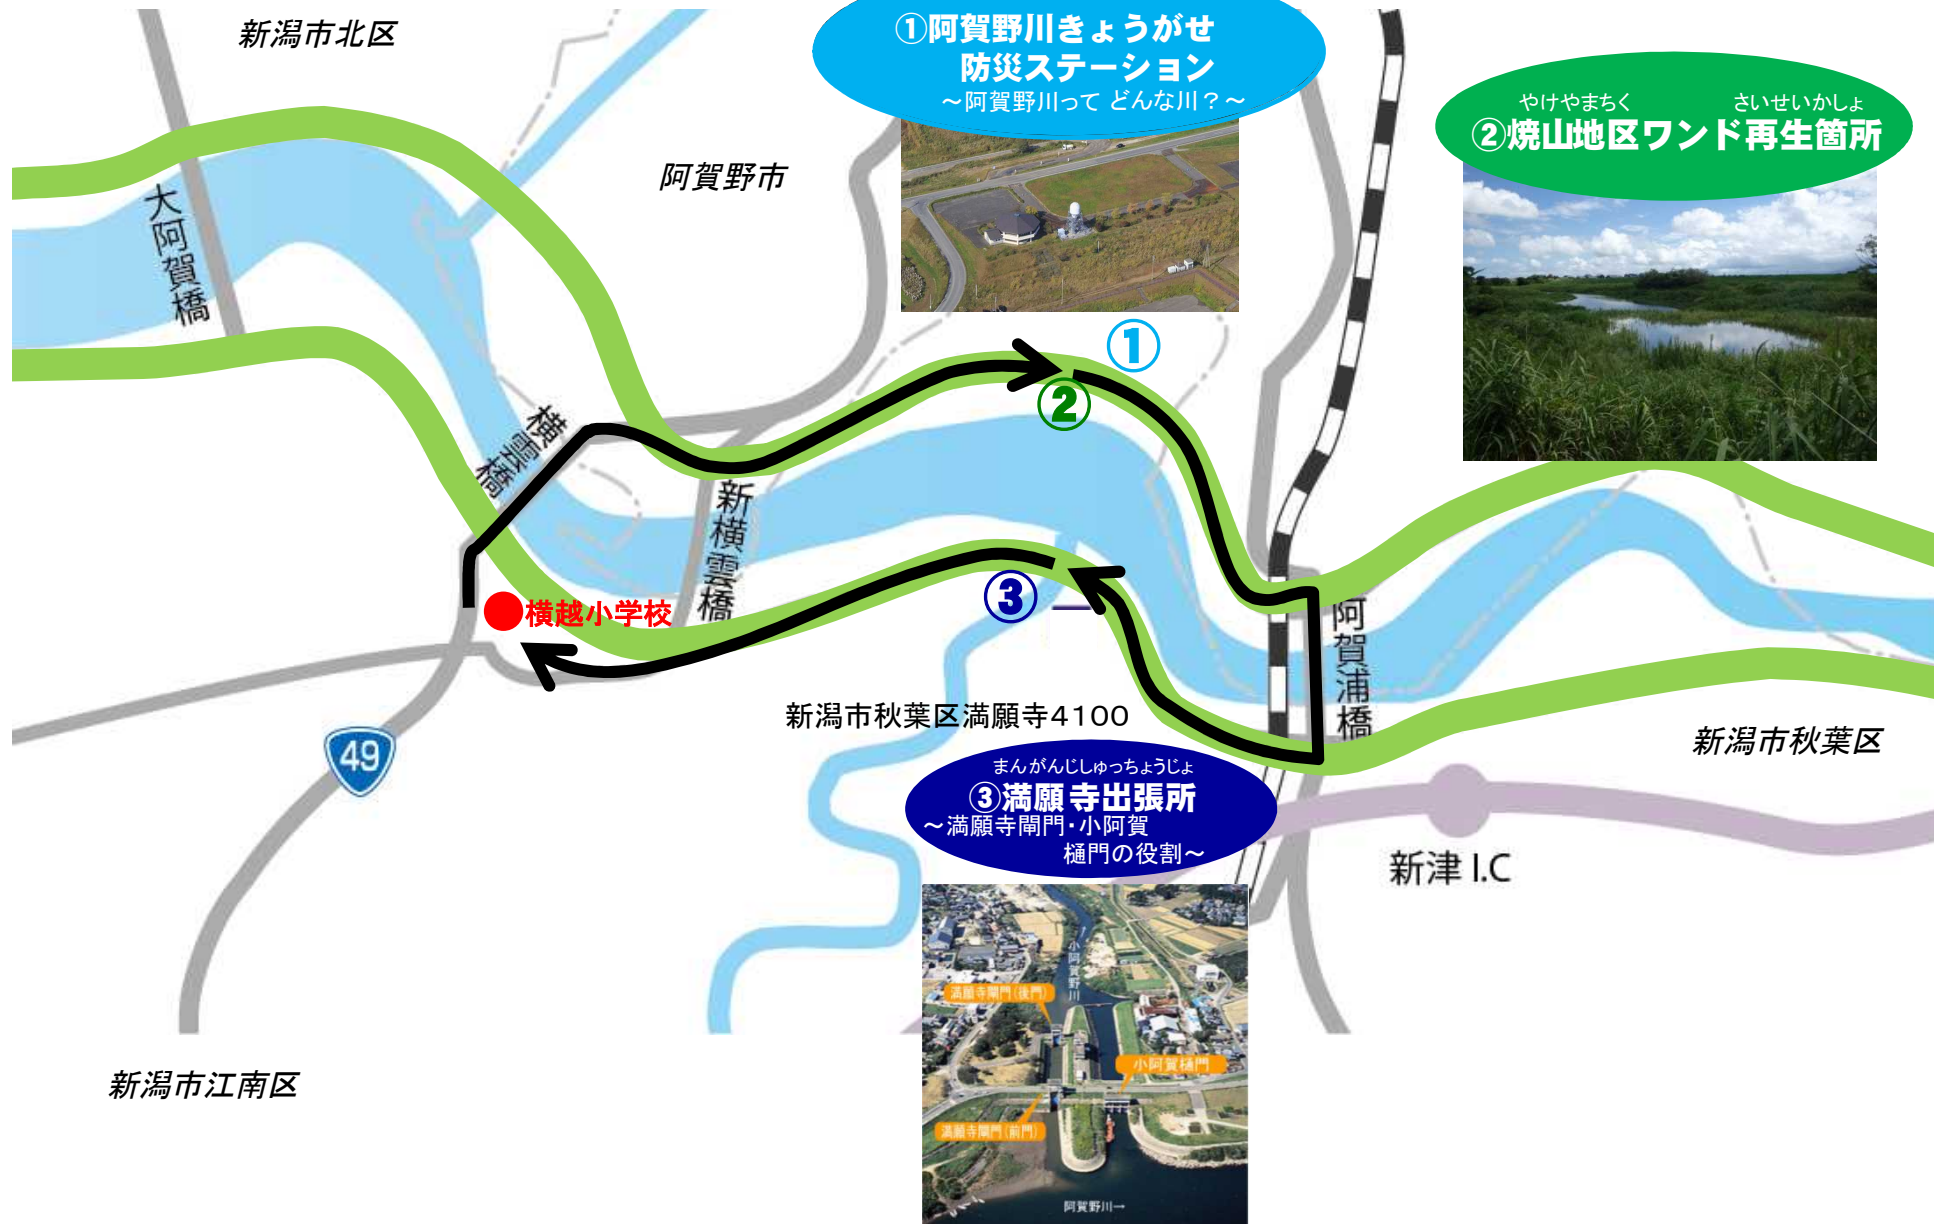 新潟市北区
①阿賀野川きょうがせ
防災ステーション
～阿賀野川って どんな川？～
やけやまちく さいせいかしょ
②焼山地区ワンド再生箇所
阿賀野市
大阿賀橋
①
②
横雲橋
新横雲橋
③
横越小学校
阿賀浦橋
新潟市秋葉区満願寺4100
新潟市秋葉区
49
まんがんじしゅっちょうじょ
③満願寺出張所
～満願寺閘門・小阿賀
樋門の役割～
新津 I.C
小阿賀野川
満願寺閘門(後門)
小阿賀樋門
満願寺閘門(前門)
阿賀野川→
新潟市江南区